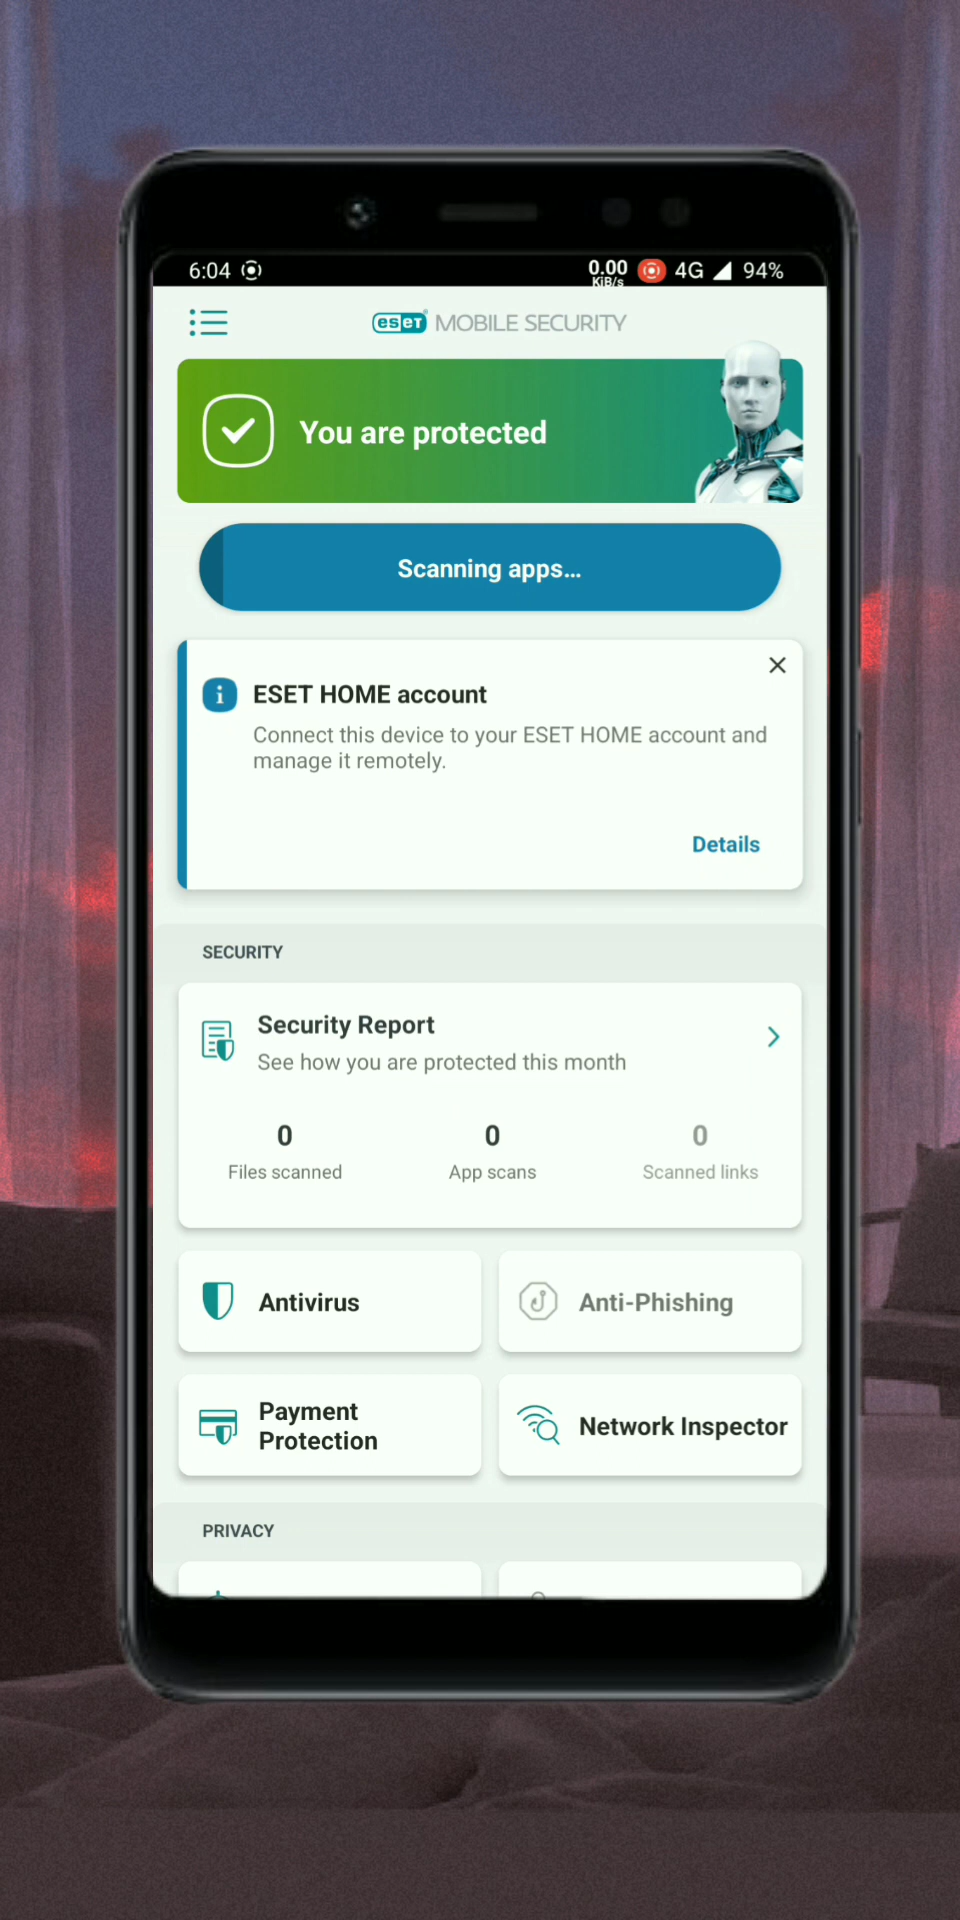 6:04
0.00
KiB/s
4G
94%
eset MOBILE SECURITY
You are protected
Scanning apps...
ESET HOME account
Connect this device to your ESET HOME account and
manage it remotely.
Details
SECURITY
Security Report
See how you are protected this month
0
0
0
Files scanned
App scans
Scanned links
Antivirus
Anti-Phishing
Payment
Protection
Network Inspector
PRIVACY